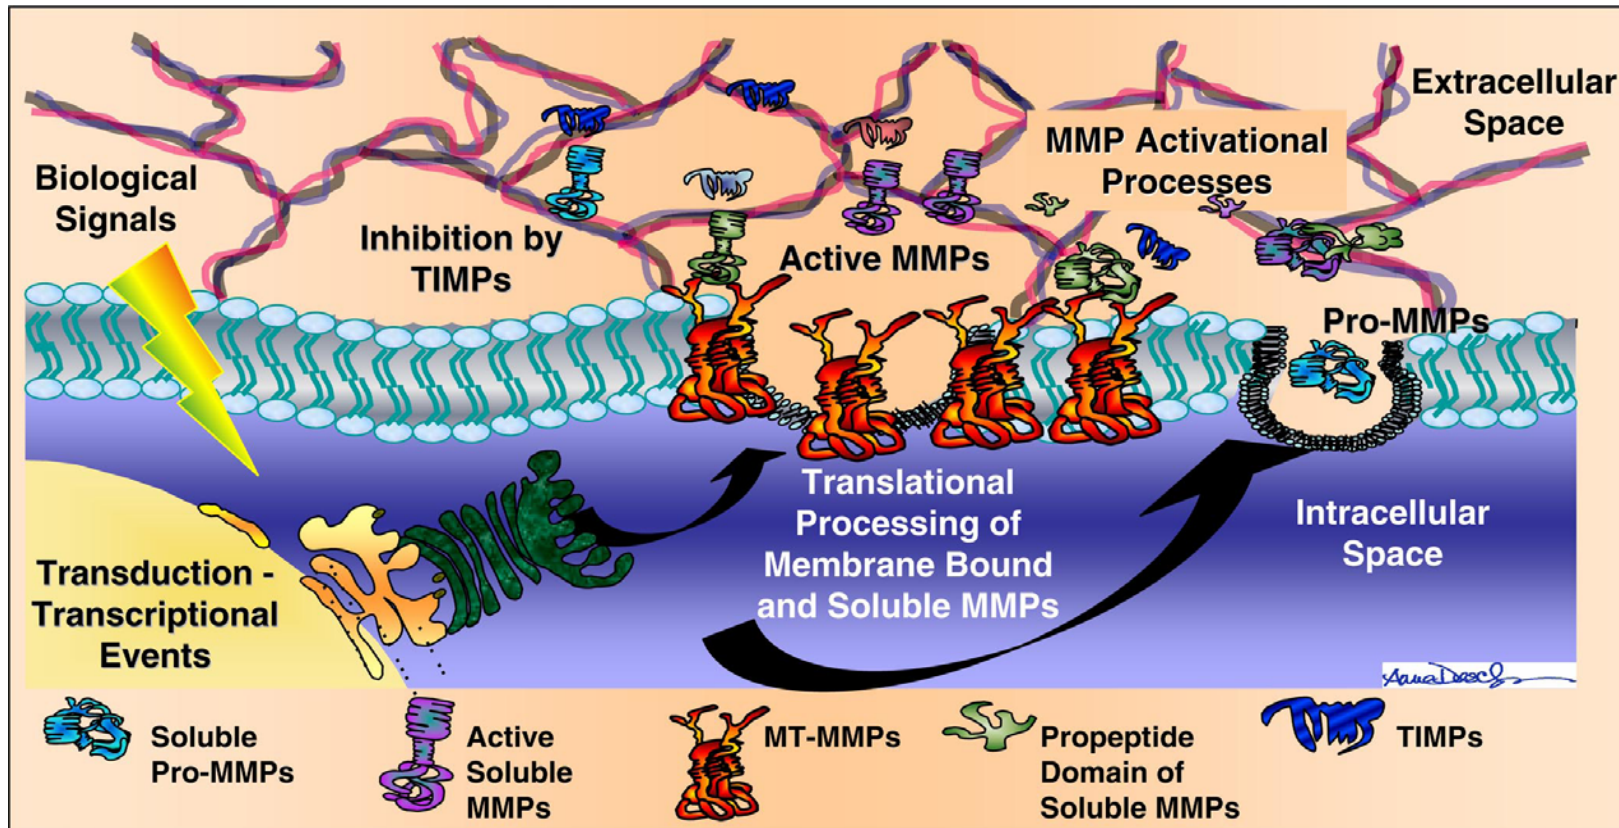 Extracellular
Space
MMP Activational
Processes
Biological
Signals
Inhibition by
TIMPs
Active MMPs
Pro-MMPs
Translational
Processing of
Membrane Bound
and Soluble MMPs
Intracellular
Space
Transduction -
Transcriptional
Events
Soluble
Pro-MMPs
Active
Soluble
MMPs
MT-MMPs
Propeptide
Domain of
Soluble MMPs
TIMPs